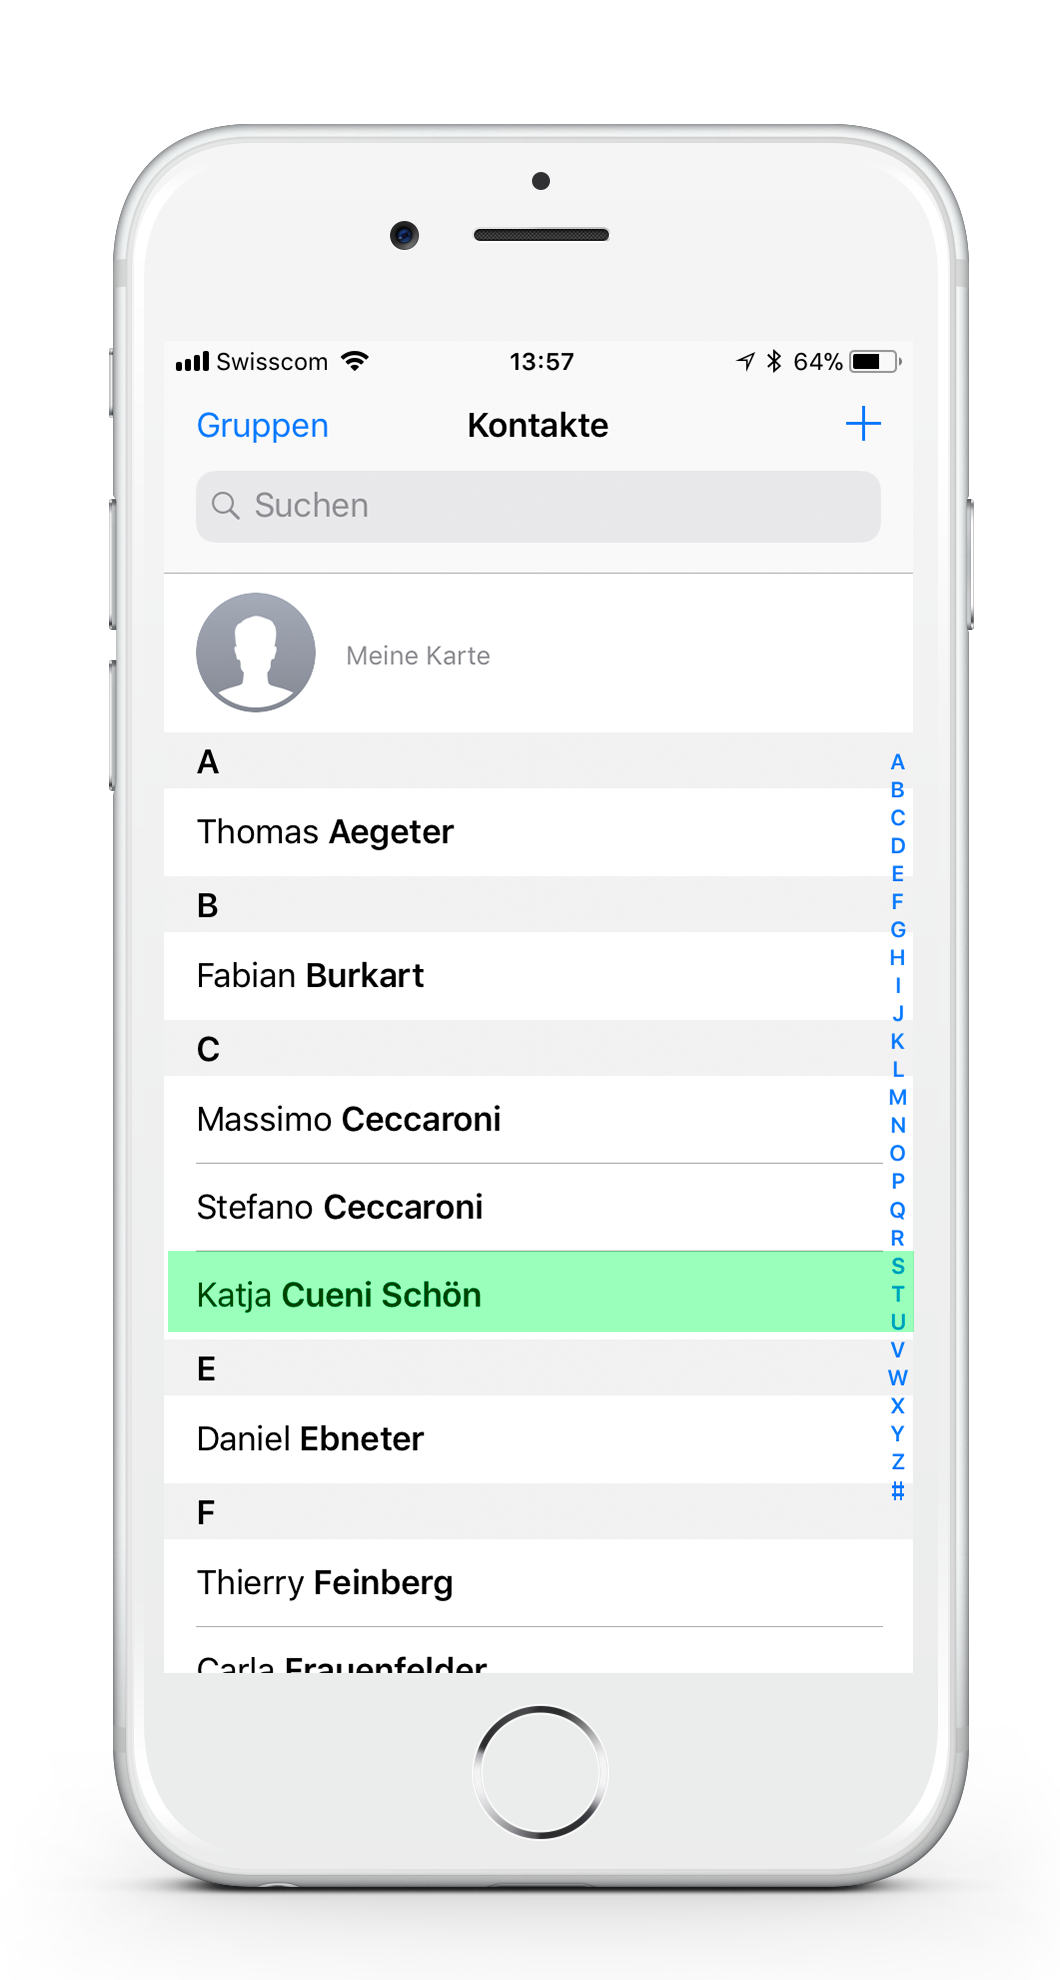 Swisscom 13:57 64%
Gruppen Kontakte
Suchen
Meine Karte
A
Thomas Aegeter
B
Fabian Burkart
C
Massimo Ceccaroni
Stefano Ceccaroni
Katja Cueni Schön
E
Daniel Ebneter
F
Thierry Feinberg
Carla Frauenfelder
A
B
C
D
E
F
G
H
I
J
K
L
M
N
O
P
Q
R
S
T
U
V
W
X
Y
Z
#